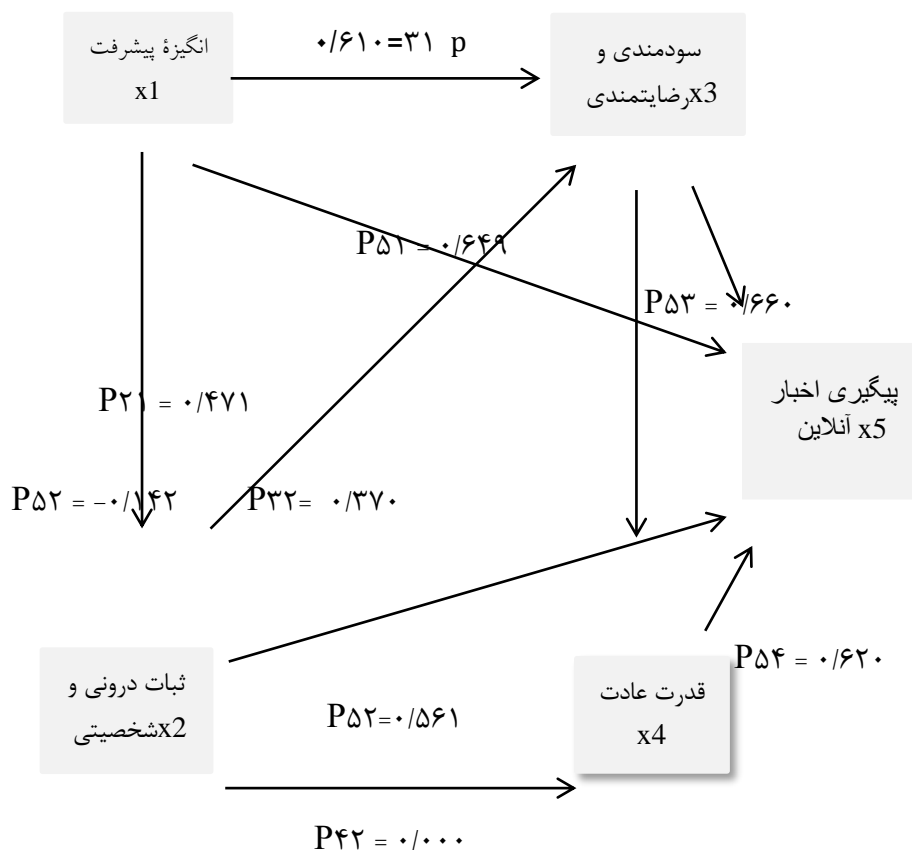 انگیزهٔ پیشرفت
x1
۰/۶۱۰=۳۱ p
سودمندی و
رضایتمندیx3
P۵۱ = ۰/۶۴۹
P۵۳ = ۰/۶۶۰
پیگیری اخبار
آنلاین x5
P۲۱ = ۰/۴۷۱
P۵۲ = -۰/۱۴۲
P۳۲= ۰/۳۷۰
ثبات درونی و
شخصیتیx2
P۵۲=۰/۵۶۱
قدرت عادت
x4
P۵۴ = ۰/۶۲۰
P۴۲ = ۰/۰۰۰